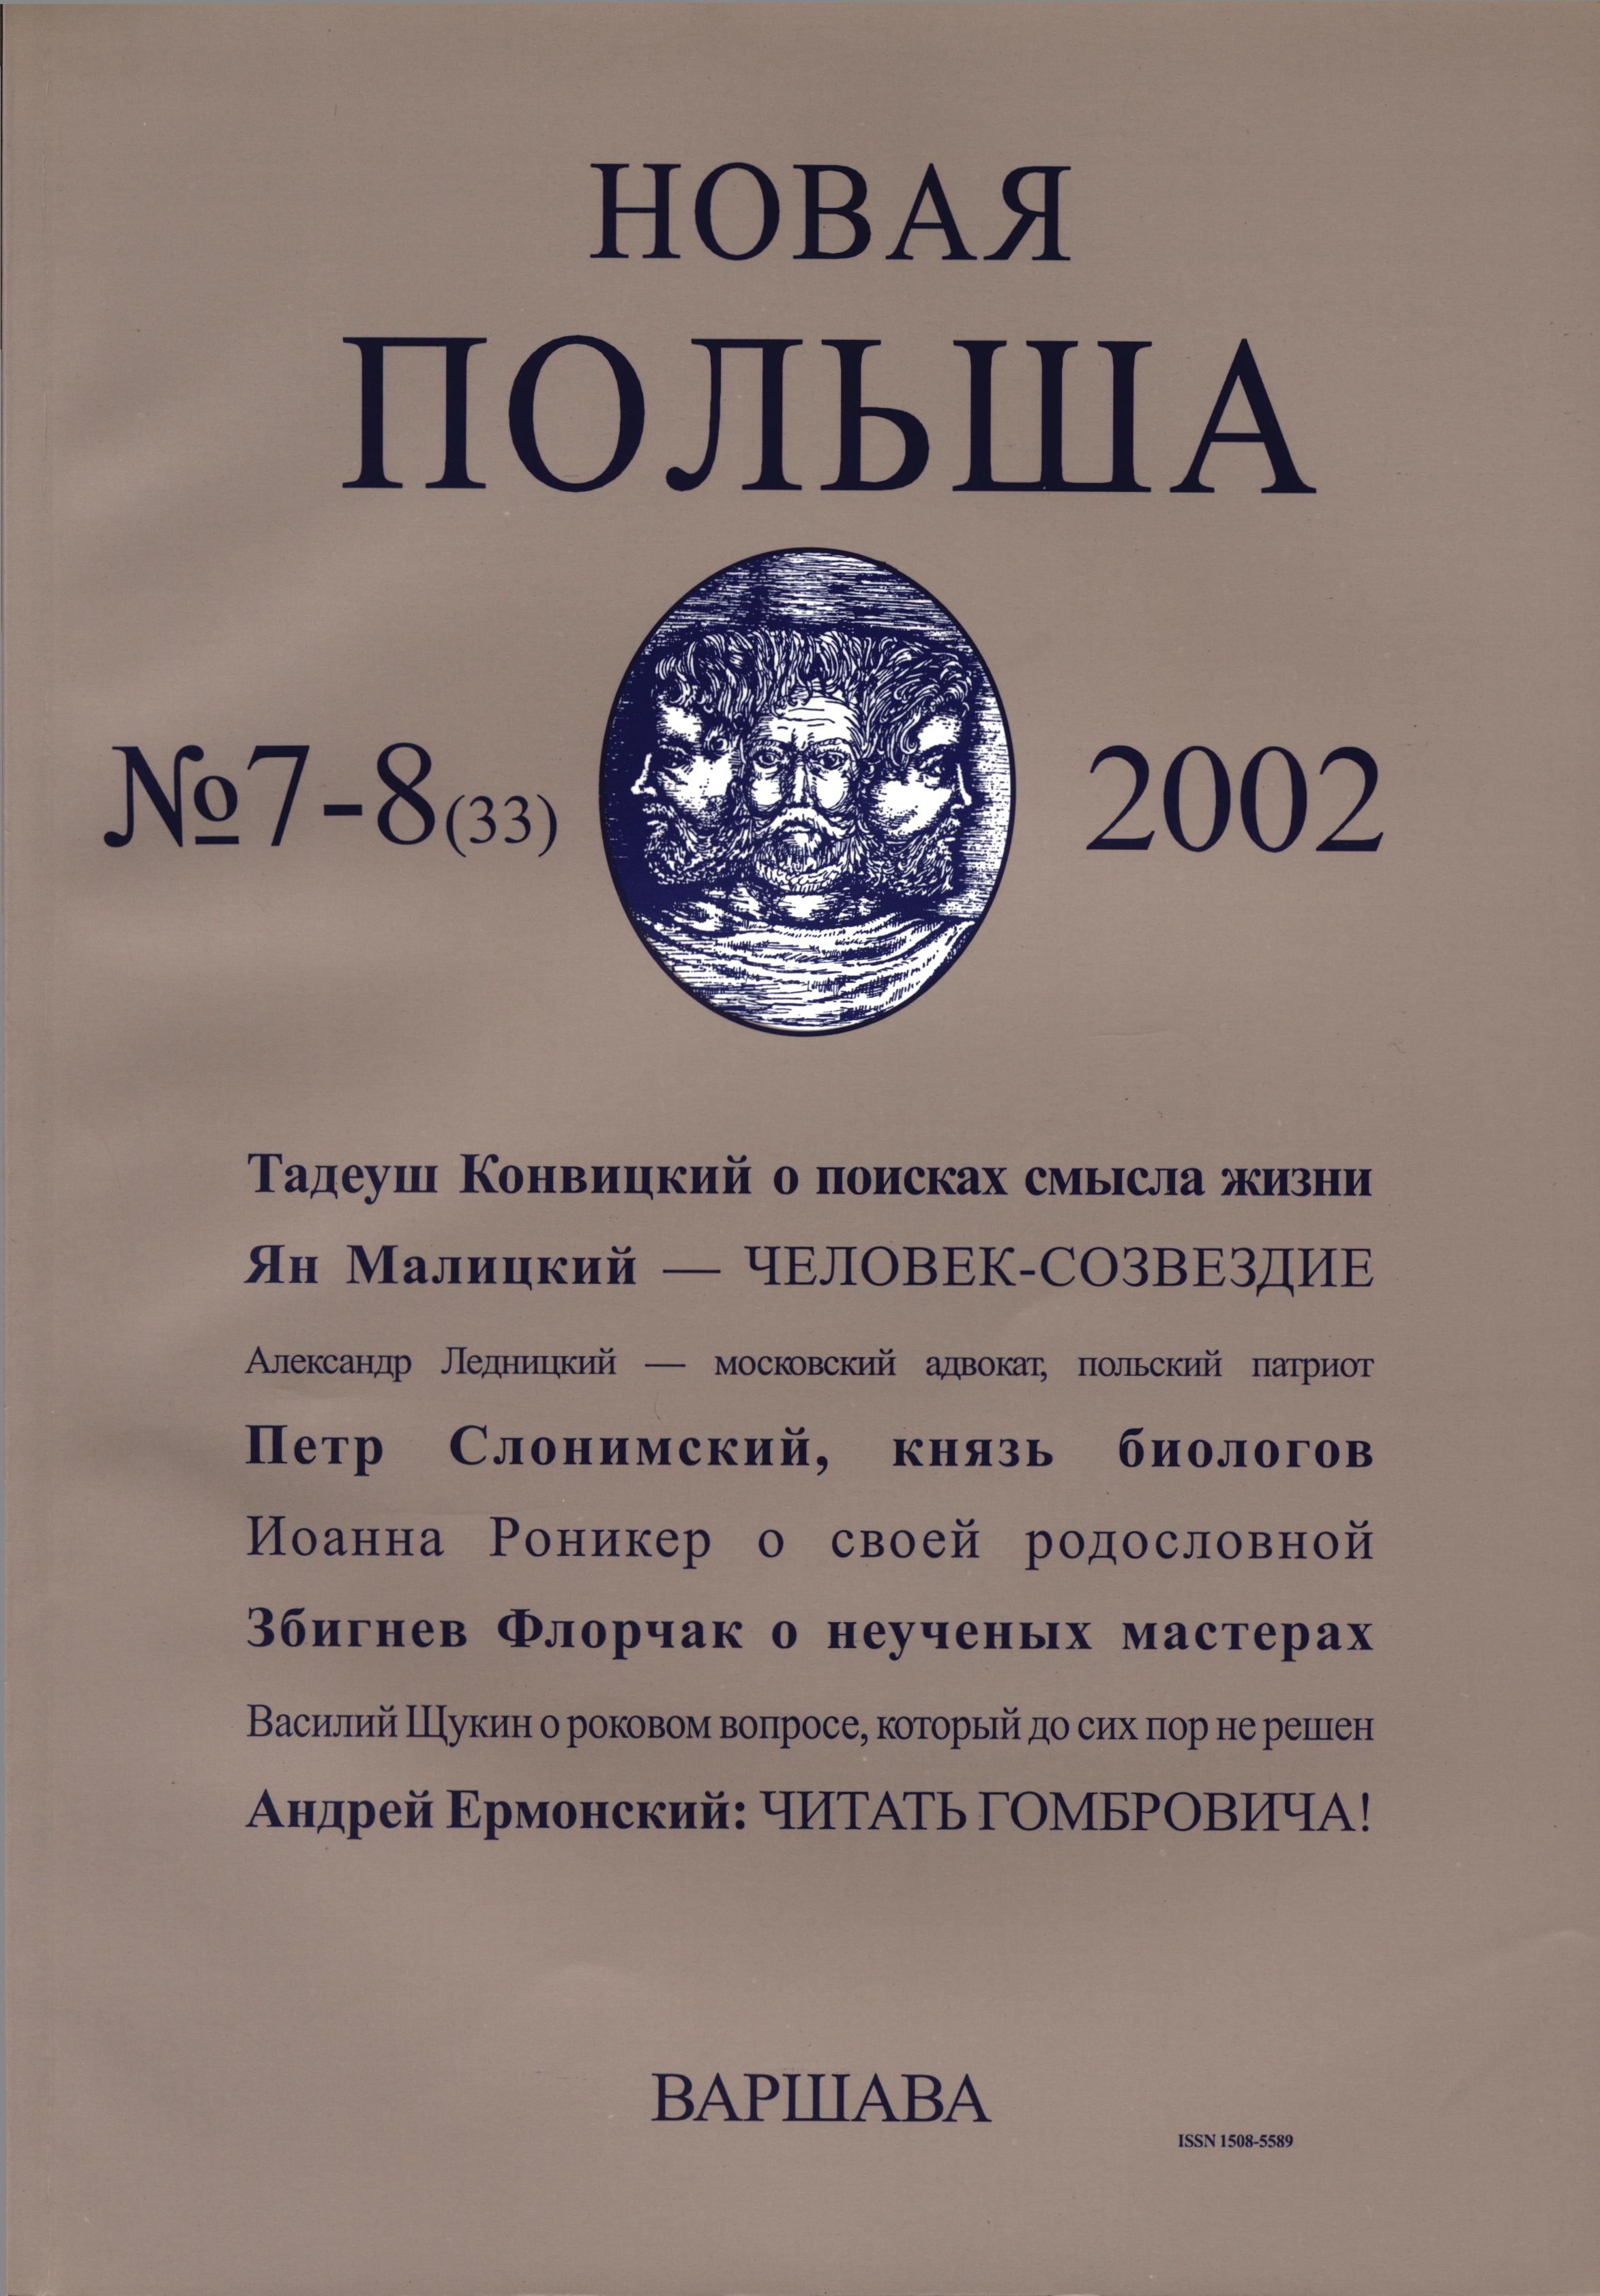 НОВАЯ
ПОЛЬША
№7-8(33) 2002
Тадеуш Конвицкий о поисках смысла жизни
Ян Малицкий — ЧЕЛОВЕК-СОЗВЕЗДИЕ
Александр Ледницкий — московский адвокат, польский патриот
Петр Слонимский, князь биологов
Иоанна Роникер о своей родословной
Збигнев Флорчак о неученых мастерах
Василий Щукин о роковом вопросе, который до сих пор не решен
Андрей Ермонский: ЧИТАТЬ ГОМБРОВИЧА!
ВАРШАВА
ISSN 1508-5589